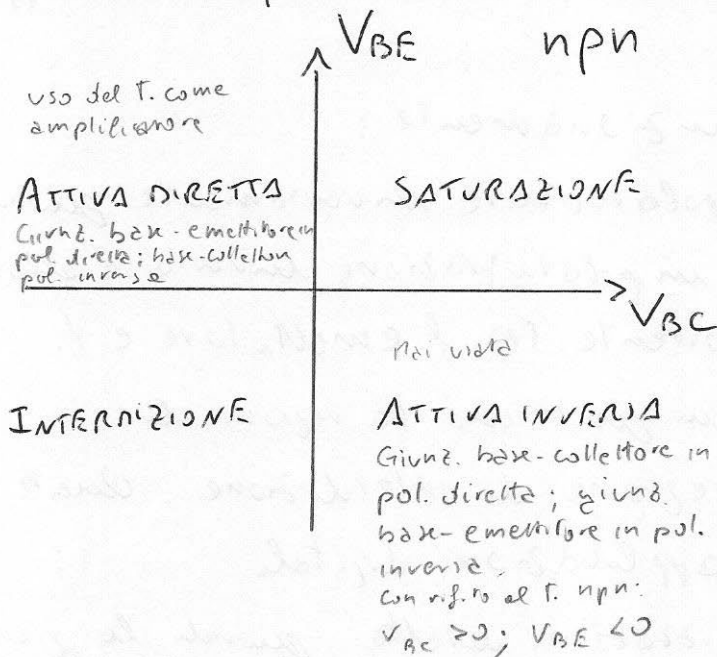 VBE npn
uso del T. come
amplificatore
ATTIVA DIRETTA
Giunz. base-emettitore in
pol. diretta; base-collettore
pol. inversa
SATURAZIONE
VBC
Mai usata
INTERDIZIONE
ATTIVA INVERSA
Giunz. base-collettore in
pol. diretta; giunz.
base-emettitore in pol.
inversa.
con rif.to al T. npn:
VBC >0; VBE <0